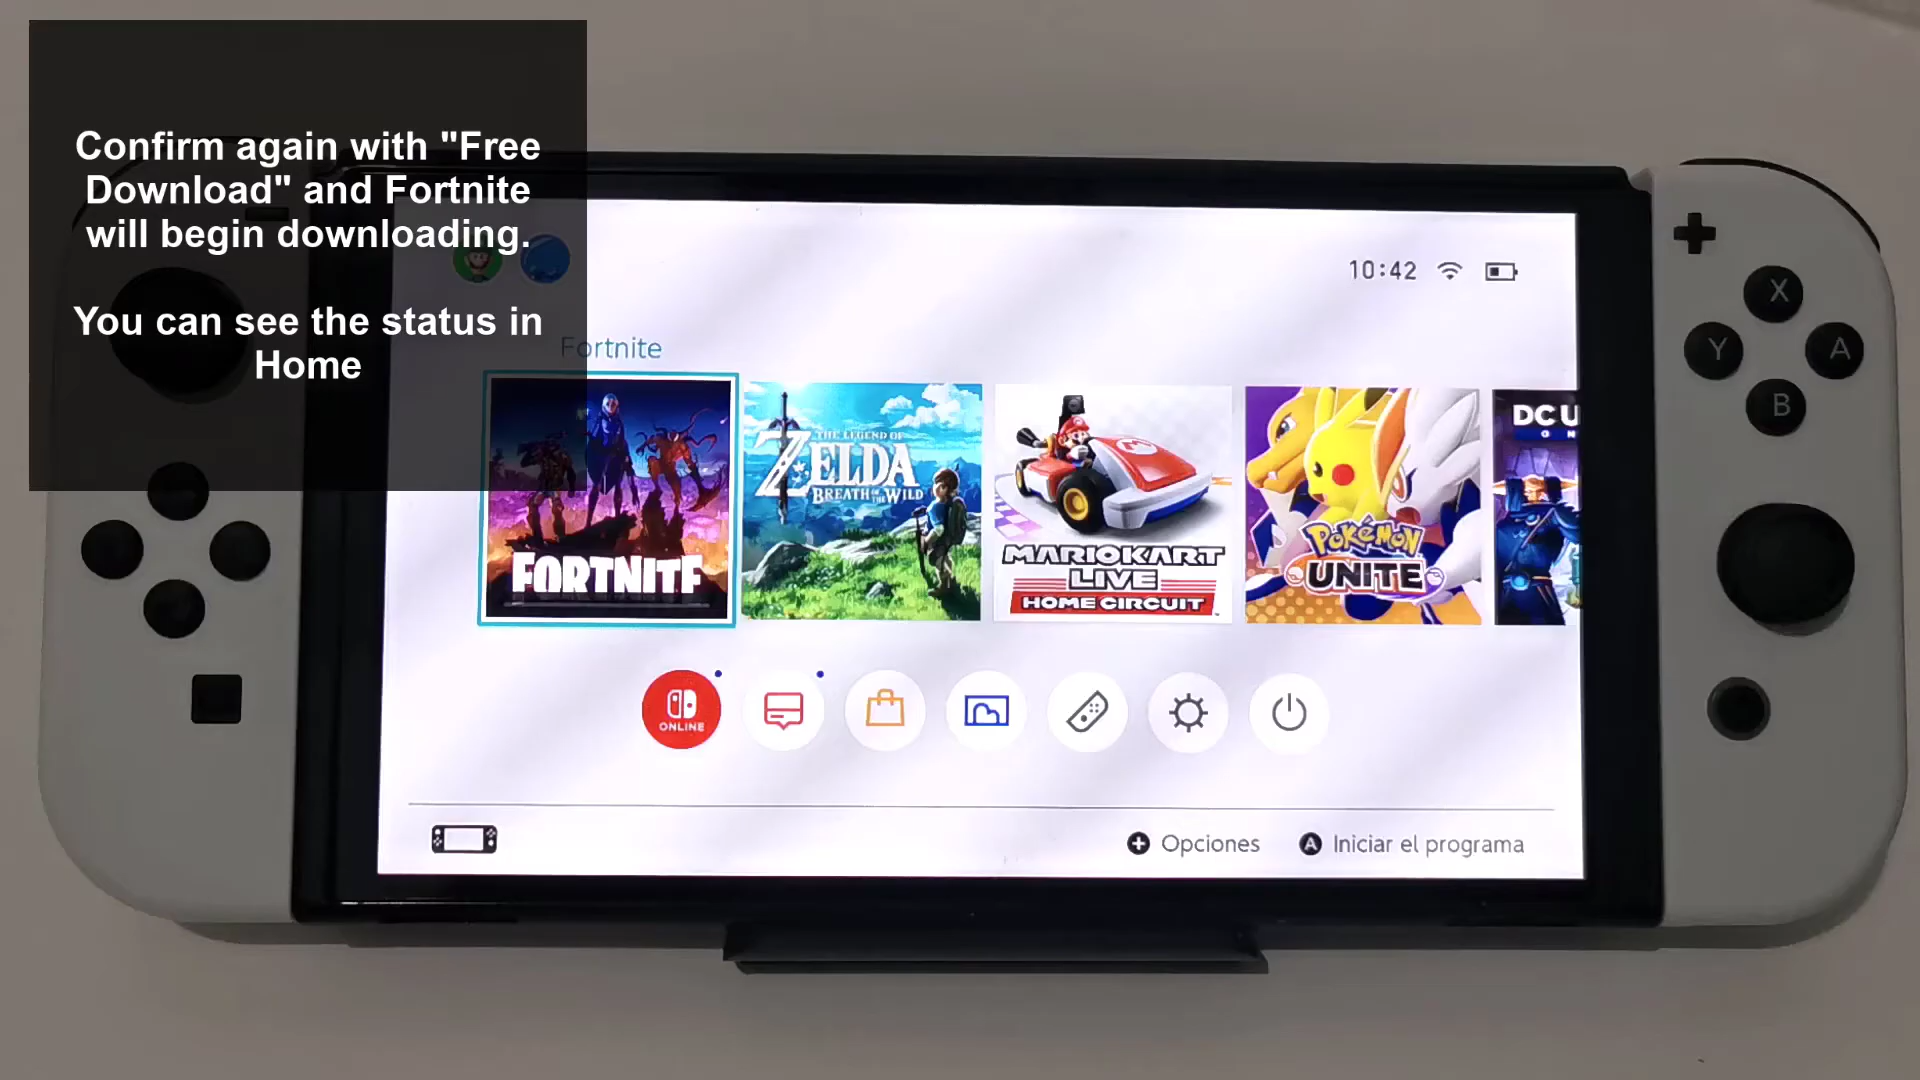 Confirm again with "Free
Download" and Fortnite
will begin downloading.
You can see the status in
Home
10:42
Fortnite
FORTNITE
THE LEGEND OF
ZELDA
BREATH OF THE WILD
MARIOKART
LIVE
HOME CIRCUIT
POKéMON
UNITE
DC U
ON
ONLINE
Opciones
A Iniciar el programa
X
Y
A
B